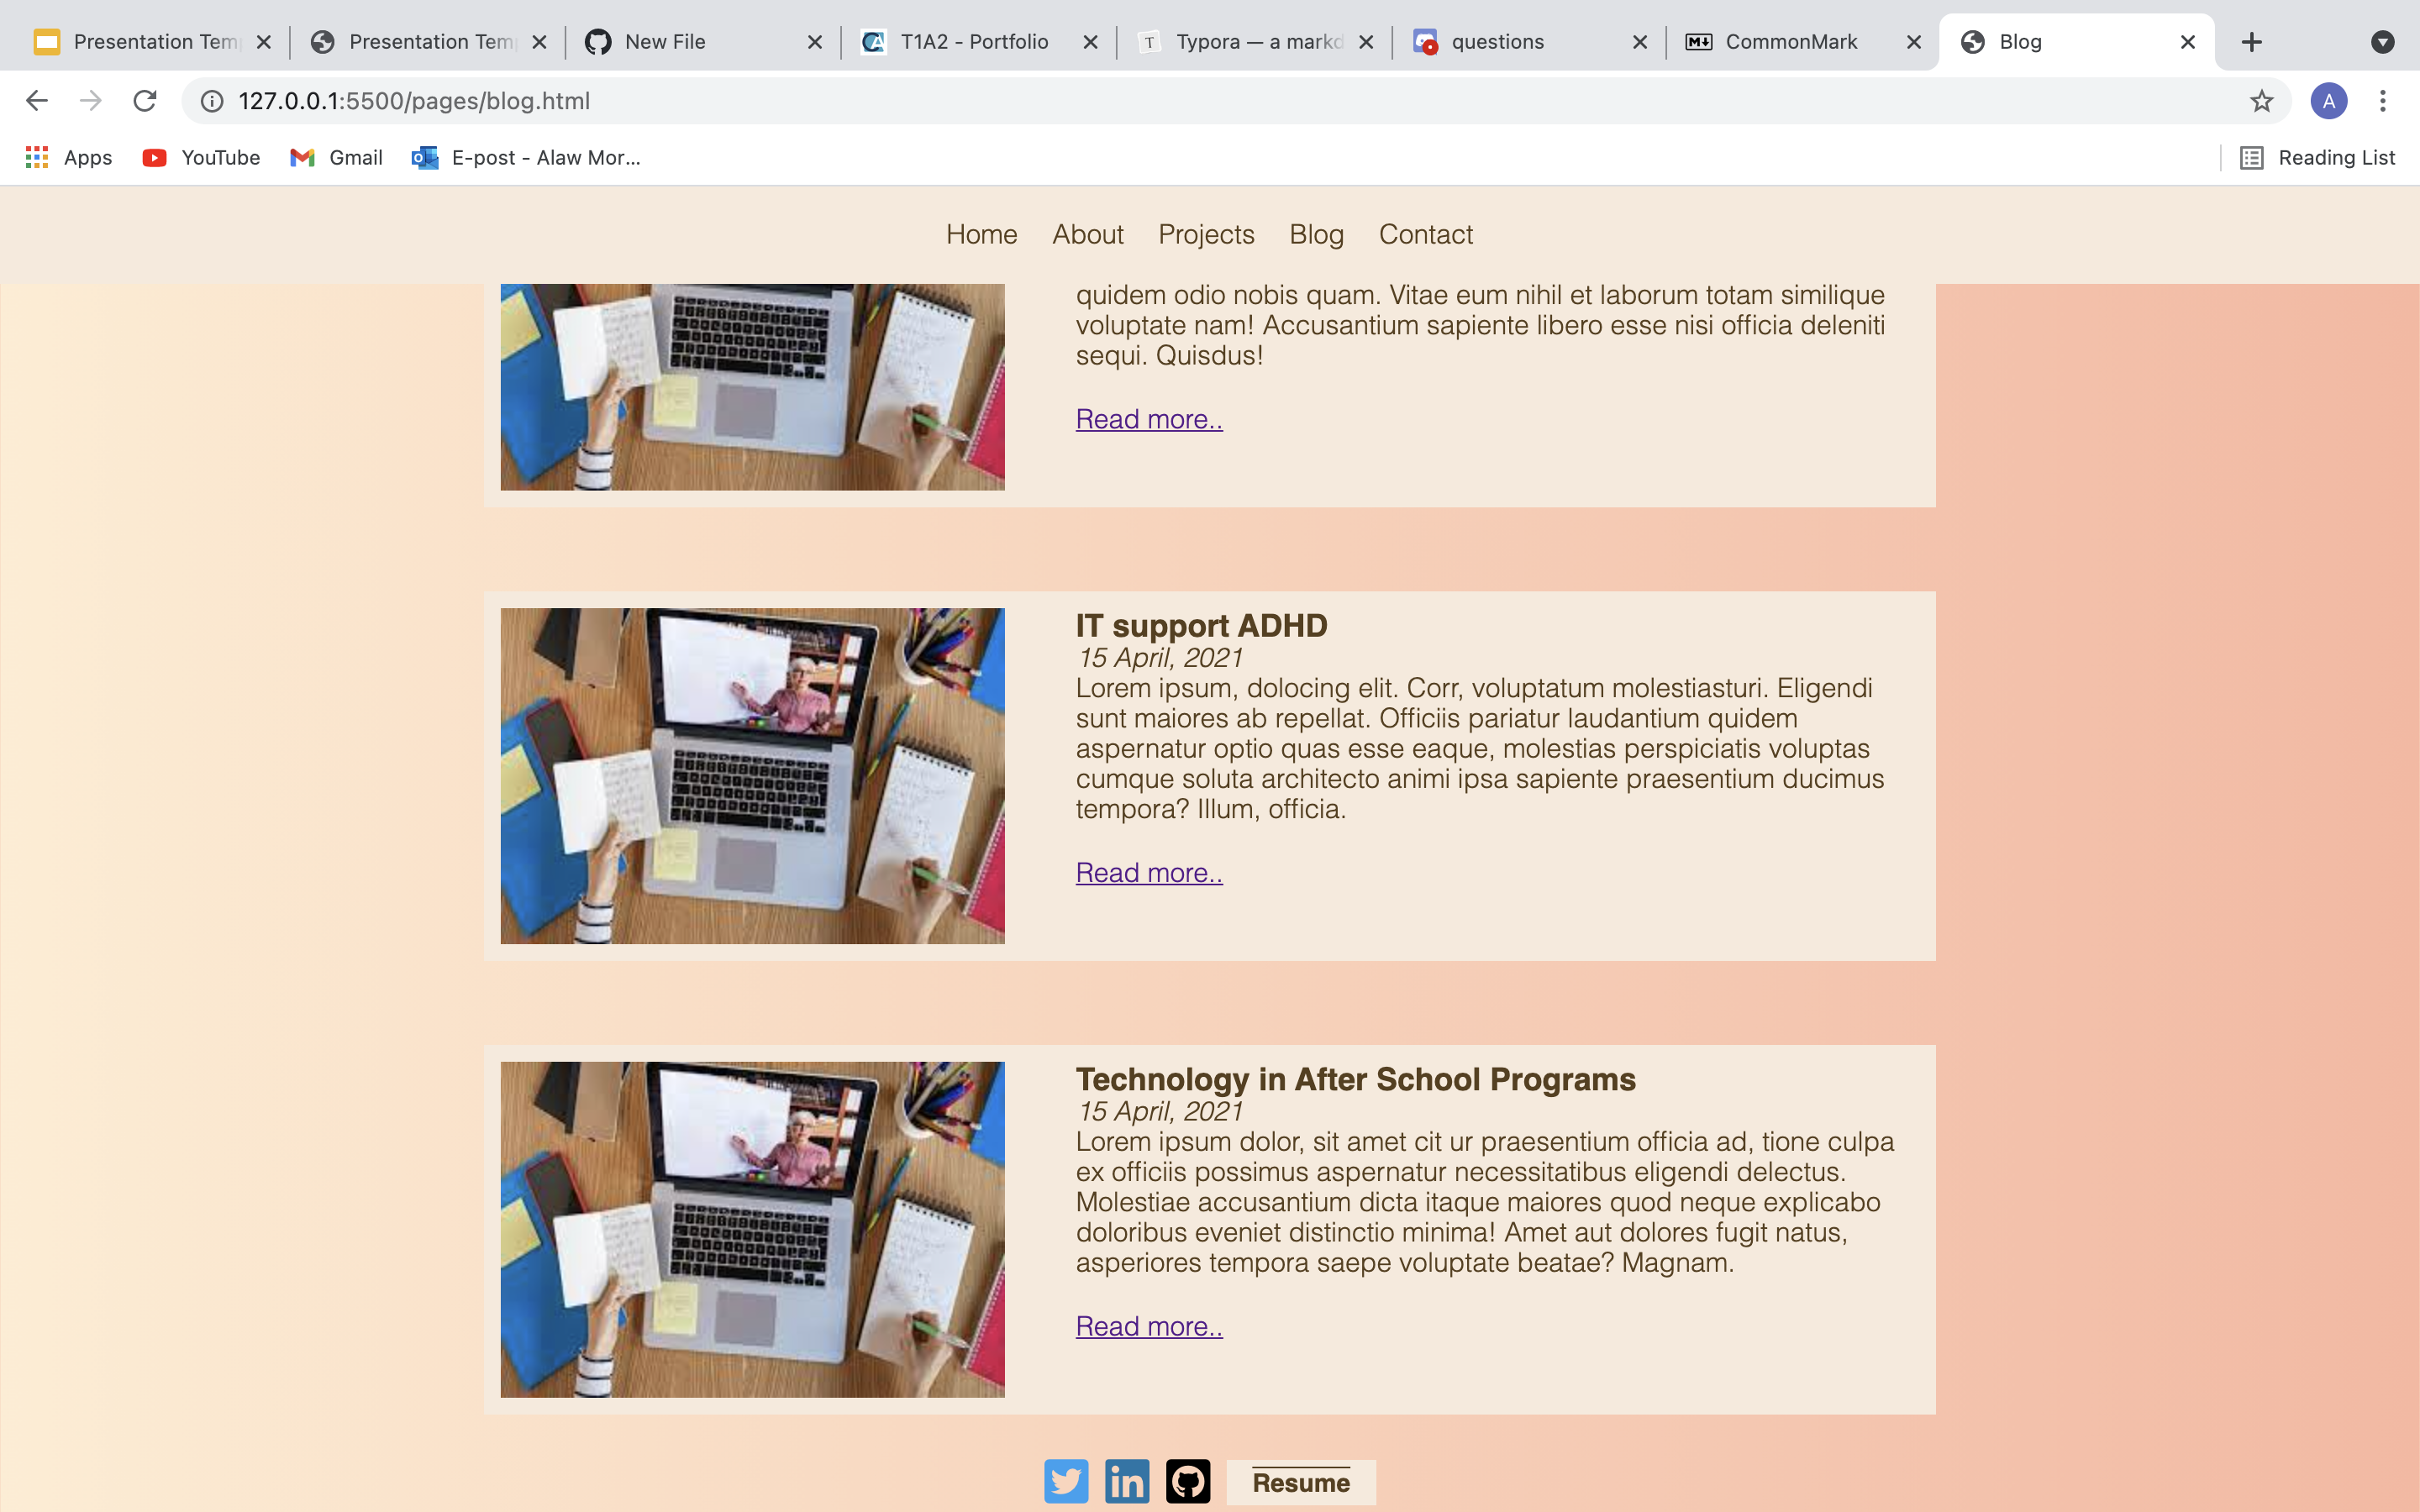 Presentation Tem
Presentation Tem
New File
T1A2 - Portfolio
Typora — a markd
questions
CommonMark
Blog
127.0.0.1:5500/pages/blog.html
A
Apps
YouTube
Gmail
E-post - Alaw Mor...
Reading List
Home
About
Projects
Blog
Contact
quidem odio nobis quam. Vitae eum nihil et laborum totam similique
voluptate nam! Accusantium sapiente libero esse nisi officia deleniti
sequi. Quisdus!
Read more..
IT support ADHD
15 April, 2021
Lorem ipsum, dolocing elit. Corr, voluptatum molestiasturi. Eligendi
sunt maiores ab repellat. Officiis pariatur laudantium quidem
aspernatur optio quas esse eaque, molestias perspiciatis voluptas
cumque soluta architecto animi ipsa sapiente praesentium ducimus
tempora? Illum, officia.
Read more..
Technology in After School Programs
15 April, 2021
Lorem ipsum dolor, sit amet cit ur praesentium officia ad, tione culpa
ex officiis possimus aspernatur necessitatibus eligendi delectus.
Molestiae accusantium dicta itaque maiores quod neque explicabo
doloribus eveniet distinctio minima! Amet aut dolores fugit natus,
asperiores tempora saepe voluptate beatae? Magnam.
Read more..
in
Resume